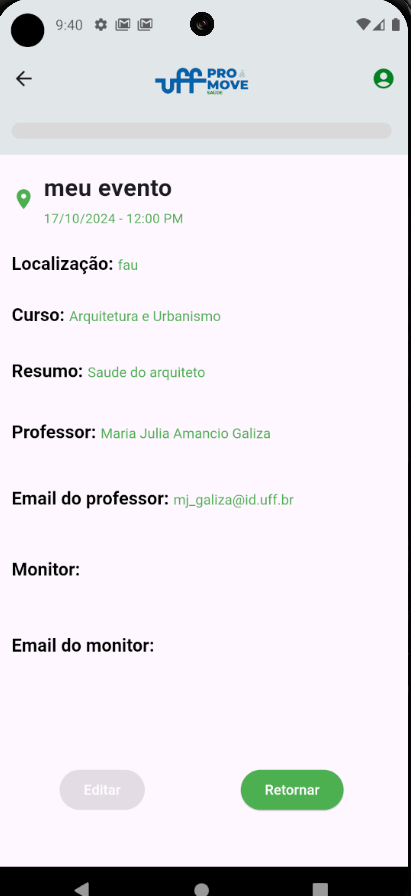 9:40
uff PRO
MOVE
SAÚDE
meu evento
17/10/2024 - 12:00 PM
Localização: fau
Curso: Arquitetura e Urbanismo
Resumo: Saude do arquiteto
Professor: Maria Julia Amancio Galiza
Email do professor: mj_galiza@id.uff.br
Monitor:
Email do monitor:
Editar
Retornar